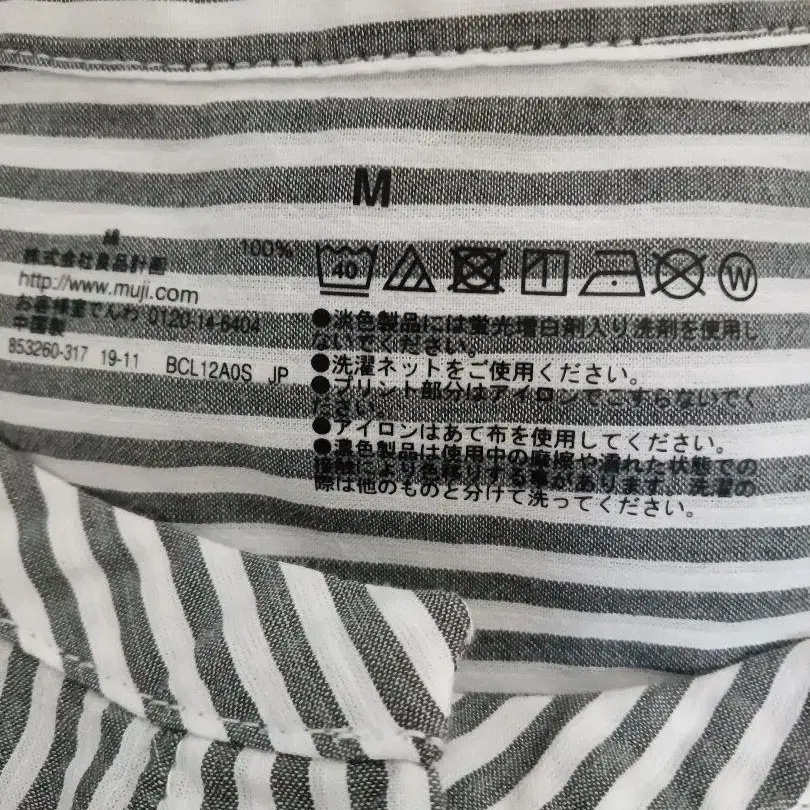 M
綿 100%
株式会社良品計画
http://www.muji.com
お客様室でんわ 0120-14-6404
中国製
853260-317 19-11 BCL12A0S JP
40
W
●淡色製品には蛍光増白剤入り洗剤を使用し
ないでください。
●洗濯ネットをご使用ください。
●プリント部分はアイロンでこすらないでく
ださい。
●アイロンはあて布を使用してください。
●濃色製品は使用中の摩擦や濡れた状態での
接触により色移りする事があります。洗濯の
際は他のものと分けて洗ってください。